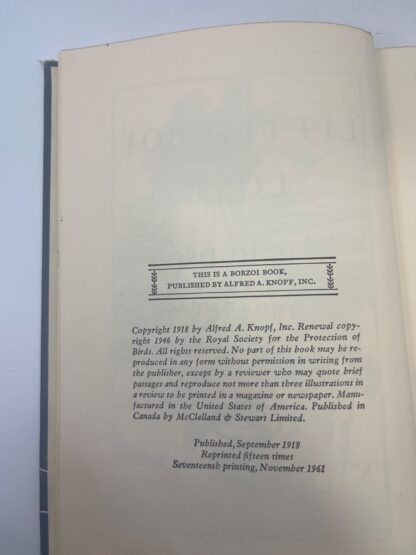 THIS IS A BORZOI BOOK,
PUBLISHED BY ALFRED A. KNOPF, INC.
Copyright 1918 by Alfred A. Knopf, Inc. Renewal copy-
right 1946 by the Royal Society for the Protection of
Birds. All rights reserved. No part of this book may be re-
produced in any form without permission in writing from
the publisher, except by a reviewer who may quote brief
passages and reproduce not more than three illustrations in
a review to be printed in a magazine or newspaper. Manu-
factured in the United States of America. Published in
Canada by McClelland & Stewart Limited.
Published, September 1918
Reprinted fifteen times
Seventeenth printing, November 1961